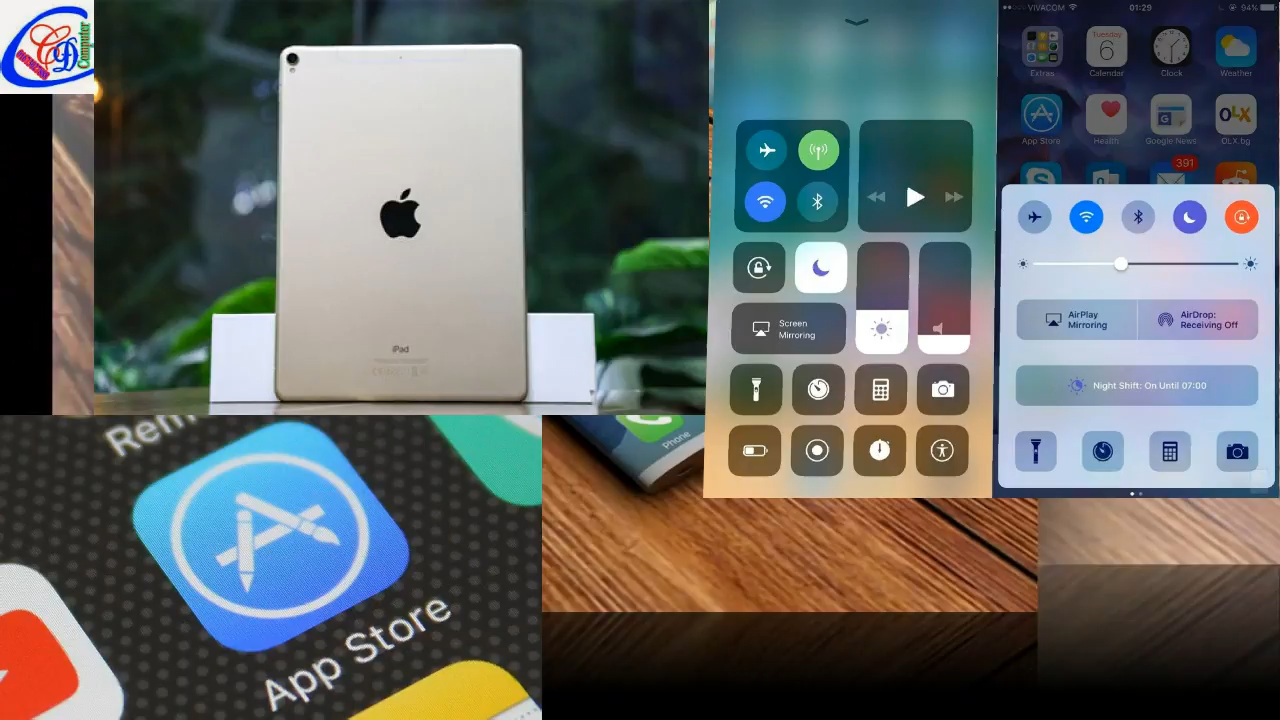 Computer
iPad
Screen
Mirroring
VIVACOM
01:29
94%
Extras
Tuesday
6
Calendar
Clock
Weather
App Store
Health
G
Google News
OLX
OLX.bg
391
AirPlay
Mirroring
AirDrop:
Receiving Off
Night Shift: On Until 07:00
Phone
App Store